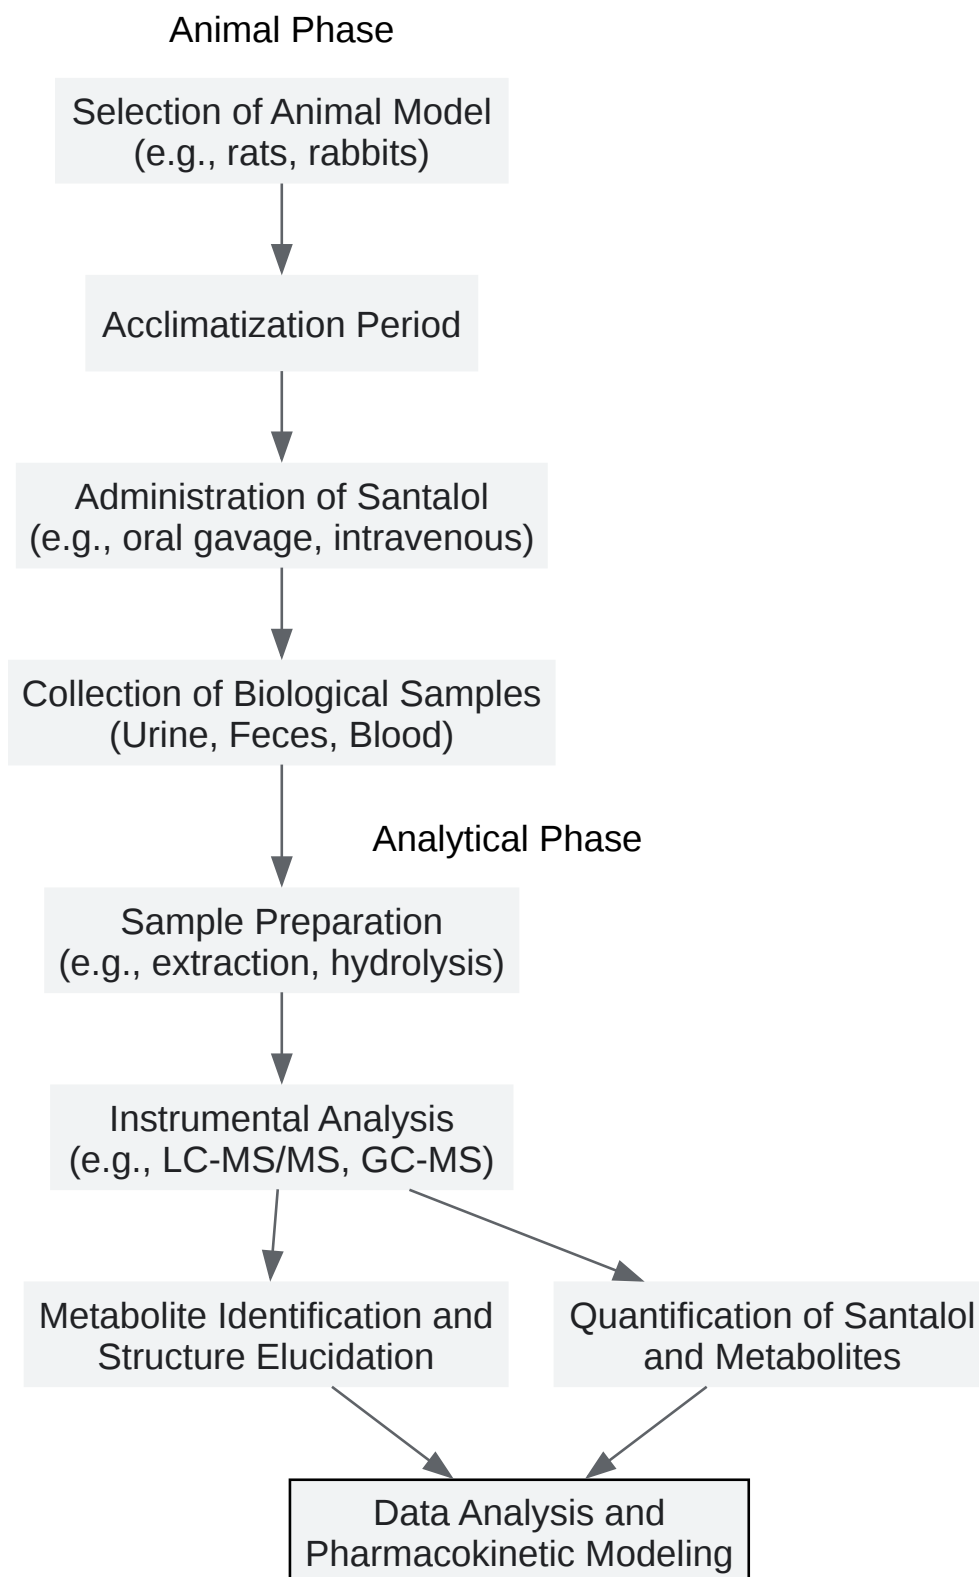 Animal Phase
Selection of Animal Model
(e.g., rats, rabbits)
Acclimatization Period
Administration of Santalol
(e.g., oral gavage, intravenous)
Collection of Biological Samples
(Urine, Feces, Blood)
Analytical Phase
Sample Preparation
(e.g., extraction, hydrolysis)
Instrumental Analysis
(e.g., LC-MS/MS, GC-MS)
Metabolite Identification and
Structure Elucidation
Quantification of Santalol
and Metabolites
Data Analysis and
Pharmacokinetic Modeling